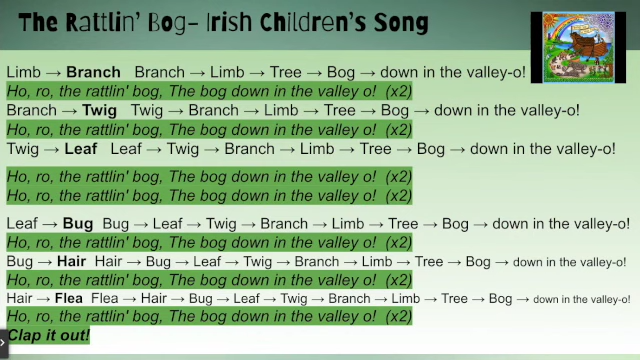 The Rattlin' Bog- Irish Children's Song
Limb → Branch Branch → Limb → Tree → Bog → down in the valley-o!
Ho, ro, the rattlin' bog, The bog down in the valley o! (x2)
Branch → Twig Twig → Branch → Limb → Tree → Bog → down in the valley-o!
Ho, ro, the rattlin' bog, The bog down in the valley o! (x2)
Twig → Leaf Leaf → Twig → Branch → Limb → Tree → Bog → down in the valley-o!
Ho, ro, the rattlin' bog, The bog down in the valley o! (x2)
Ho, ro, the rattlin' bog, The bog down in the valley o! (x2)
Leaf → Bug Bug → Leaf → Twig → Branch → Limb → Tree → Bog → down in the valley-o!
Ho, ro, the rattlin' bog, The bog down in the valley o! (x2)
Bug → Hair Hair → Bug → Leaf → Twig → Branch → Limb → Tree → Bog → down in the valley-o!
Ho, ro, the rattlin' bog, The bog down in the valley o! (x2)
Hair → Flea Flea → Hair → Bug → Leaf → Twig → Branch → Limb → Tree → Bog → down in the valley-o!
Ho, ro, the rattlin' bog, The bog down in the valley o! (x2)
Clap it out!